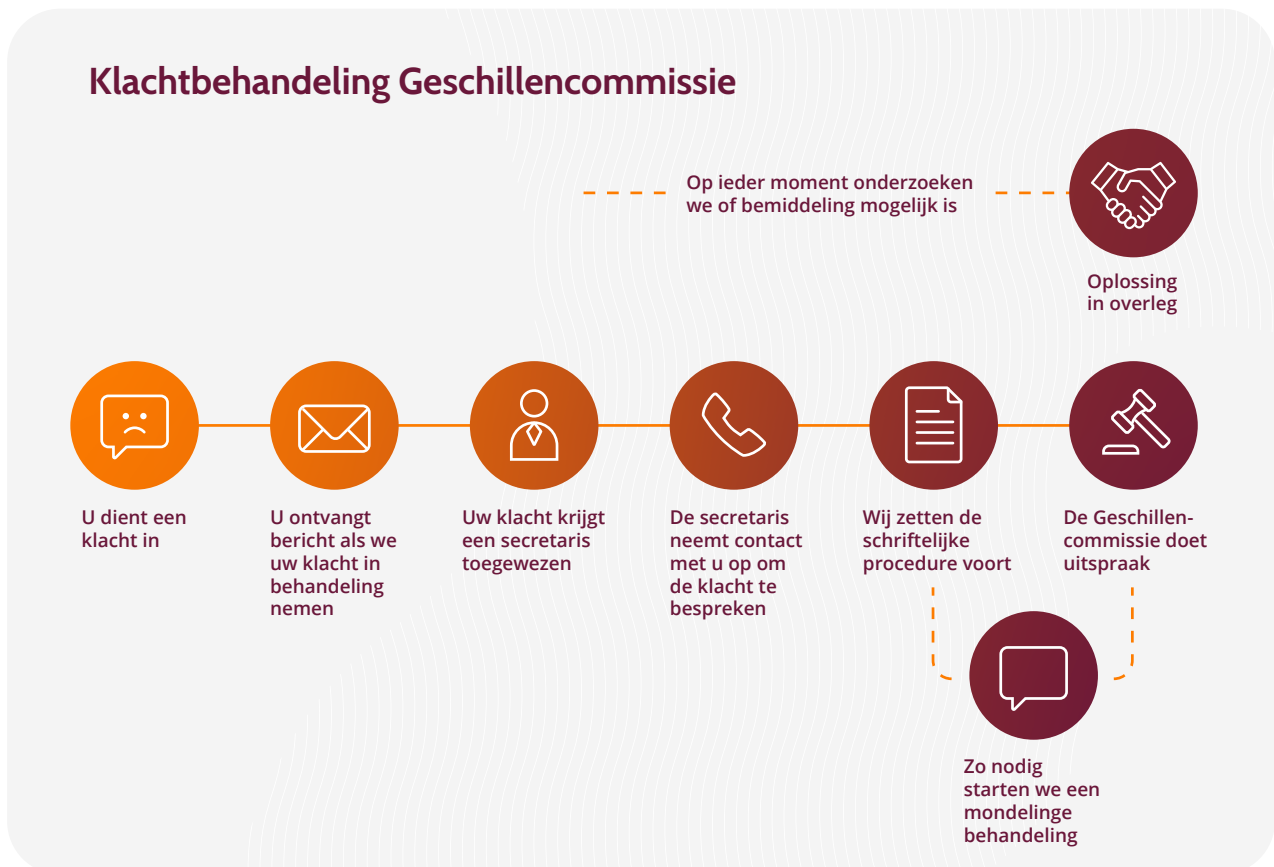 Klachtbehandeling Geschillencommissie
Op ieder moment onderzoeken
we of bemiddeling mogelijk is
Oplossing
in overleg
U dient een
klacht in
U ontvangt
bericht als we
uw klacht in
behandeling
nemen
Uw klacht krijgt
een secretaris
toegewezen
De secretaris
neemt contact
met u op om
de klacht te
bespreken
Wij zetten de
schriftelijke
procedure voort
De Geschillen-
commissie doet
uitspraak
Zo nodig
starten we een
mondelinge
behandeling